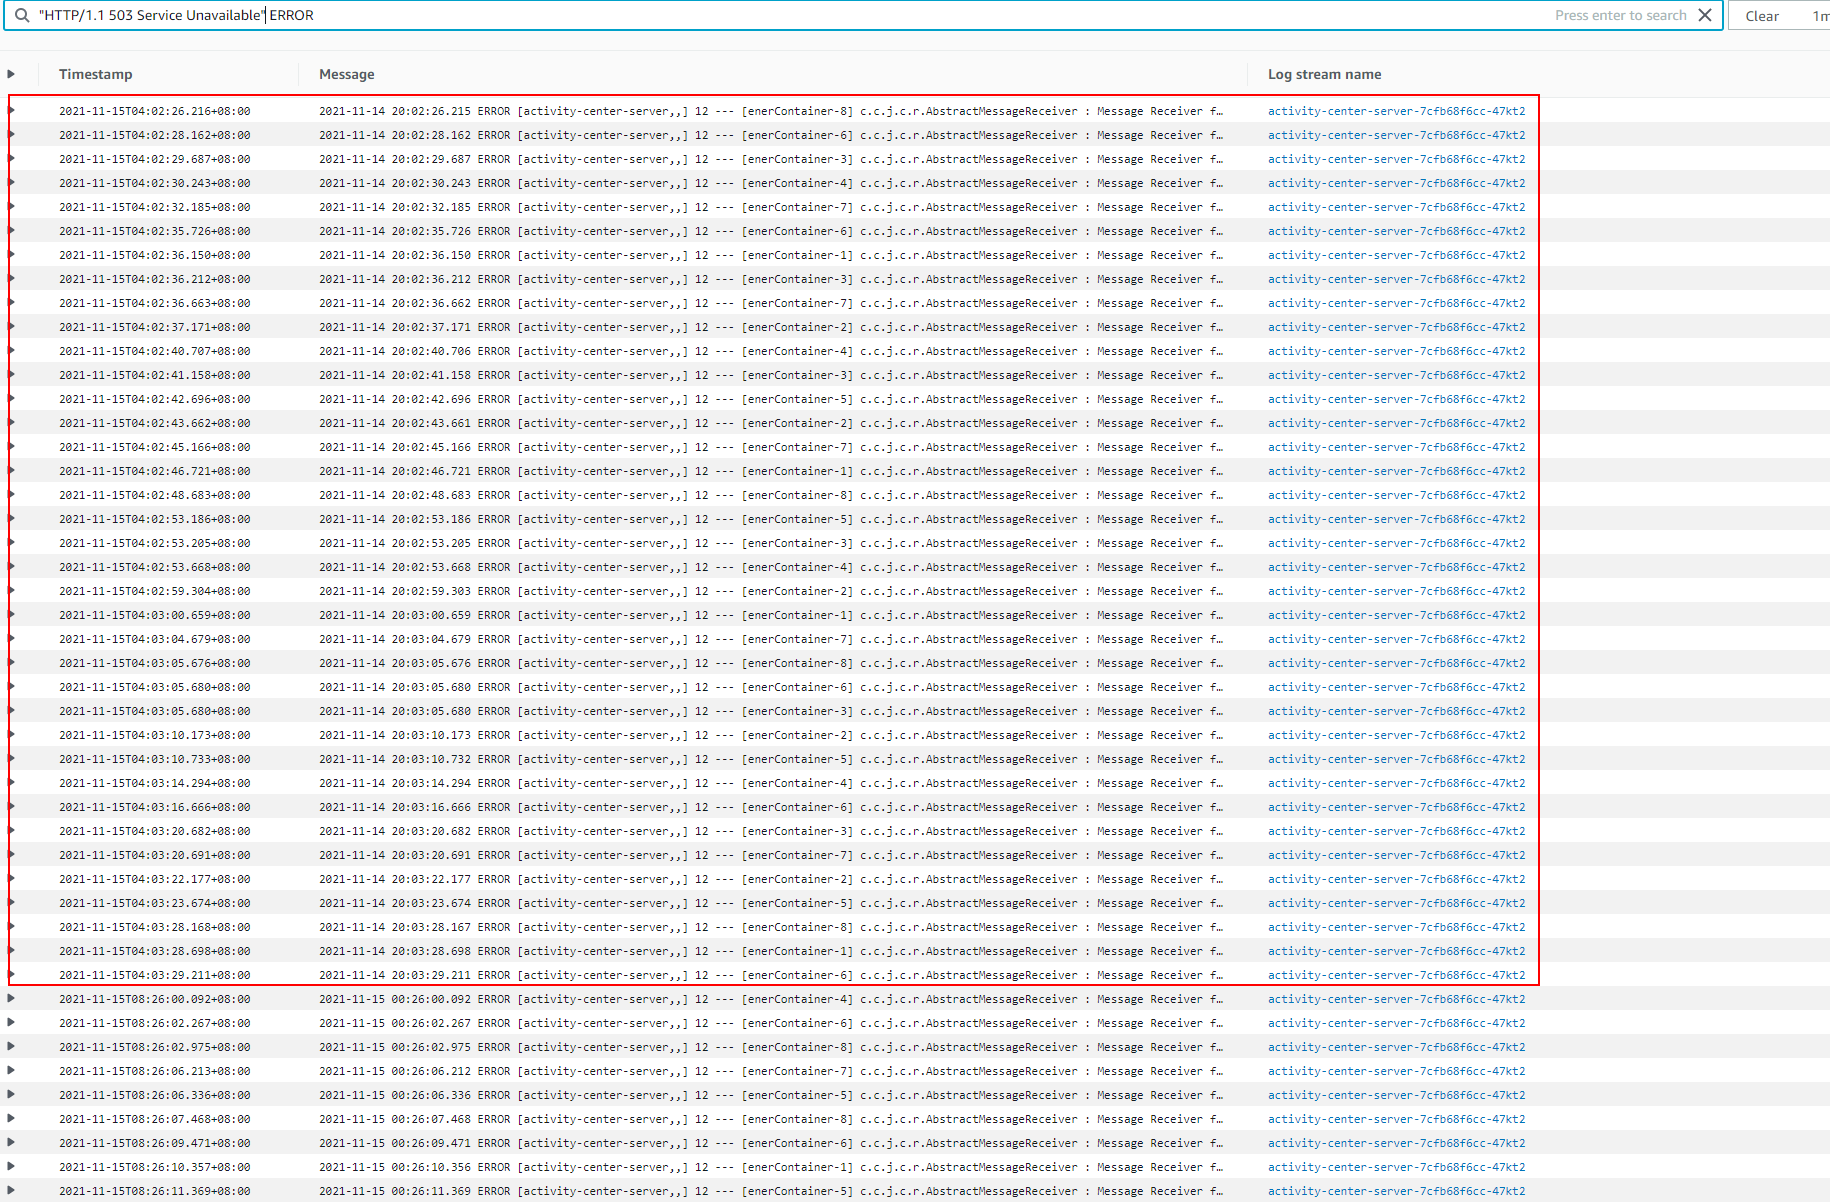 "HTTP/1.1 503 Service Unavailable" ERROR Press enter to search Clear 1m
Timestamp Message Log stream name
2021-11-15T04:02:26.216+08:00 2021-11-14 20:02:26.215 ERROR [activity-center-server,,] 12 --- [enerContainer-8] c.c.j.c.r.AbstractMessageReceiver : Message Receiver f… activity-center-server-7cfb68f6cc-47kt2
2021-11-15T04:02:28.162+08:00 2021-11-14 20:02:28.162 ERROR [activity-center-server,,] 12 --- [enerContainer-6] c.c.j.c.r.AbstractMessageReceiver : Message Receiver f… activity-center-server-7cfb68f6cc-47kt2
2021-11-15T04:02:29.687+08:00 2021-11-14 20:02:29.687 ERROR [activity-center-server,,] 12 --- [enerContainer-3] c.c.j.c.r.AbstractMessageReceiver : Message Receiver f… activity-center-server-7cfb68f6cc-47kt2
2021-11-15T04:02:30.243+08:00 2021-11-14 20:02:30.243 ERROR [activity-center-server,,] 12 --- [enerContainer-4] c.c.j.c.r.AbstractMessageReceiver : Message Receiver f… activity-center-server-7cfb68f6cc-47kt2
2021-11-15T04:02:32.185+08:00 2021-11-14 20:02:32.185 ERROR [activity-center-server,,] 12 --- [enerContainer-7] c.c.j.c.r.AbstractMessageReceiver : Message Receiver f… activity-center-server-7cfb68f6cc-47kt2
2021-11-15T04:02:35.726+08:00 2021-11-14 20:02:35.726 ERROR [activity-center-server,,] 12 --- [enerContainer-6] c.c.j.c.r.AbstractMessageReceiver : Message Receiver f… activity-center-server-7cfb68f6cc-47kt2
2021-11-15T04:02:36.150+08:00 2021-11-14 20:02:36.150 ERROR [activity-center-server,,] 12 --- [enerContainer-1] c.c.j.c.r.AbstractMessageReceiver : Message Receiver f… activity-center-server-7cfb68f6cc-47kt2
2021-11-15T04:02:36.212+08:00 2021-11-14 20:02:36.212 ERROR [activity-center-server,,] 12 --- [enerContainer-3] c.c.j.c.r.AbstractMessageReceiver : Message Receiver f… activity-center-server-7cfb68f6cc-47kt2
2021-11-15T04:02:36.663+08:00 2021-11-14 20:02:36.662 ERROR [activity-center-server,,] 12 --- [enerContainer-7] c.c.j.c.r.AbstractMessageReceiver : Message Receiver f… activity-center-server-7cfb68f6cc-47kt2
2021-11-15T04:02:37.171+08:00 2021-11-14 20:02:37.171 ERROR [activity-center-server,,] 12 --- [enerContainer-2] c.c.j.c.r.AbstractMessageReceiver : Message Receiver f… activity-center-server-7cfb68f6cc-47kt2
2021-11-15T04:02:40.707+08:00 2021-11-14 20:02:40.706 ERROR [activity-center-server,,] 12 --- [enerContainer-4] c.c.j.c.r.AbstractMessageReceiver : Message Receiver f… activity-center-server-7cfb68f6cc-47kt2
2021-11-15T04:02:41.158+08:00 2021-11-14 20:02:41.158 ERROR [activity-center-server,,] 12 --- [enerContainer-3] c.c.j.c.r.AbstractMessageReceiver : Message Receiver f… activity-center-server-7cfb68f6cc-47kt2
2021-11-15T04:02:42.696+08:00 2021-11-14 20:02:42.696 ERROR [activity-center-server,,] 12 --- [enerContainer-5] c.c.j.c.r.AbstractMessageReceiver : Message Receiver f… activity-center-server-7cfb68f6cc-47kt2
2021-11-15T04:02:43.662+08:00 2021-11-14 20:02:43.661 ERROR [activity-center-server,,] 12 --- [enerContainer-2] c.c.j.c.r.AbstractMessageReceiver : Message Receiver f… activity-center-server-7cfb68f6cc-47kt2
2021-11-15T04:02:45.166+08:00 2021-11-14 20:02:45.166 ERROR [activity-center-server,,] 12 --- [enerContainer-7] c.c.j.c.r.AbstractMessageReceiver : Message Receiver f… activity-center-server-7cfb68f6cc-47kt2
2021-11-15T04:02:46.721+08:00 2021-11-14 20:02:46.721 ERROR [activity-center-server,,] 12 --- [enerContainer-1] c.c.j.c.r.AbstractMessageReceiver : Message Receiver f… activity-center-server-7cfb68f6cc-47kt2
2021-11-15T04:02:48.683+08:00 2021-11-14 20:02:48.683 ERROR [activity-center-server,,] 12 --- [enerContainer-8] c.c.j.c.r.AbstractMessageReceiver : Message Receiver f… activity-center-server-7cfb68f6cc-47kt2
2021-11-15T04:02:53.186+08:00 2021-11-14 20:02:53.186 ERROR [activity-center-server,,] 12 --- [enerContainer-5] c.c.j.c.r.AbstractMessageReceiver : Message Receiver f… activity-center-server-7cfb68f6cc-47kt2
2021-11-15T04:02:53.205+08:00 2021-11-14 20:02:53.205 ERROR [activity-center-server,,] 12 --- [enerContainer-3] c.c.j.c.r.AbstractMessageReceiver : Message Receiver f… activity-center-server-7cfb68f6cc-47kt2
2021-11-15T04:02:53.668+08:00 2021-11-14 20:02:53.668 ERROR [activity-center-server,,] 12 --- [enerContainer-4] c.c.j.c.r.AbstractMessageReceiver : Message Receiver f… activity-center-server-7cfb68f6cc-47kt2
2021-11-15T04:02:59.304+08:00 2021-11-14 20:02:59.303 ERROR [activity-center-server,,] 12 --- [enerContainer-2] c.c.j.c.r.AbstractMessageReceiver : Message Receiver f… activity-center-server-7cfb68f6cc-47kt2
2021-11-15T04:03:00.659+08:00 2021-11-14 20:03:00.659 ERROR [activity-center-server,,] 12 --- [enerContainer-1] c.c.j.c.r.AbstractMessageReceiver : Message Receiver f… activity-center-server-7cfb68f6cc-47kt2
2021-11-15T04:03:04.679+08:00 2021-11-14 20:03:04.679 ERROR [activity-center-server,,] 12 --- [enerContainer-7] c.c.j.c.r.AbstractMessageReceiver : Message Receiver f… activity-center-server-7cfb68f6cc-47kt2
2021-11-15T04:03:05.676+08:00 2021-11-14 20:03:05.676 ERROR [activity-center-server,,] 12 --- [enerContainer-8] c.c.j.c.r.AbstractMessageReceiver : Message Receiver f… activity-center-server-7cfb68f6cc-47kt2
2021-11-15T04:03:05.680+08:00 2021-11-14 20:03:05.680 ERROR [activity-center-server,,] 12 --- [enerContainer-6] c.c.j.c.r.AbstractMessageReceiver : Message Receiver f… activity-center-server-7cfb68f6cc-47kt2
2021-11-15T04:03:05.680+08:00 2021-11-14 20:03:05.680 ERROR [activity-center-server,,] 12 --- [enerContainer-3] c.c.j.c.r.AbstractMessageReceiver : Message Receiver f… activity-center-server-7cfb68f6cc-47kt2
2021-11-15T04:03:10.173+08:00 2021-11-14 20:03:10.173 ERROR [activity-center-server,,] 12 --- [enerContainer-2] c.c.j.c.r.AbstractMessageReceiver : Message Receiver f… activity-center-server-7cfb68f6cc-47kt2
2021-11-15T04:03:10.733+08:00 2021-11-14 20:03:10.732 ERROR [activity-center-server,,] 12 --- [enerContainer-5] c.c.j.c.r.AbstractMessageReceiver : Message Receiver f… activity-center-server-7cfb68f6cc-47kt2
2021-11-15T04:03:14.294+08:00 2021-11-14 20:03:14.294 ERROR [activity-center-server,,] 12 --- [enerContainer-4] c.c.j.c.r.AbstractMessageReceiver : Message Receiver f… activity-center-server-7cfb68f6cc-47kt2
2021-11-15T04:03:16.666+08:00 2021-11-14 20:03:16.666 ERROR [activity-center-server,,] 12 --- [enerContainer-6] c.c.j.c.r.AbstractMessageReceiver : Message Receiver f… activity-center-server-7cfb68f6cc-47kt2
2021-11-15T04:03:20.682+08:00 2021-11-14 20:03:20.682 ERROR [activity-center-server,,] 12 --- [enerContainer-3] c.c.j.c.r.AbstractMessageReceiver : Message Receiver f… activity-center-server-7cfb68f6cc-47kt2
2021-11-15T04:03:20.691+08:00 2021-11-14 20:03:20.691 ERROR [activity-center-server,,] 12 --- [enerContainer-7] c.c.j.c.r.AbstractMessageReceiver : Message Receiver f… activity-center-server-7cfb68f6cc-47kt2
2021-11-15T04:03:22.177+08:00 2021-11-14 20:03:22.177 ERROR [activity-center-server,,] 12 --- [enerContainer-2] c.c.j.c.r.AbstractMessageReceiver : Message Receiver f… activity-center-server-7cfb68f6cc-47kt2
2021-11-15T04:03:23.674+08:00 2021-11-14 20:03:23.674 ERROR [activity-center-server,,] 12 --- [enerContainer-5] c.c.j.c.r.AbstractMessageReceiver : Message Receiver f… activity-center-server-7cfb68f6cc-47kt2
2021-11-15T04:03:28.168+08:00 2021-11-14 20:03:28.167 ERROR [activity-center-server,,] 12 --- [enerContainer-8] c.c.j.c.r.AbstractMessageReceiver : Message Receiver f… activity-center-server-7cfb68f6cc-47kt2
2021-11-15T04:03:28.698+08:00 2021-11-14 20:03:28.698 ERROR [activity-center-server,,] 12 --- [enerContainer-1] c.c.j.c.r.AbstractMessageReceiver : Message Receiver f… activity-center-server-7cfb68f6cc-47kt2
2021-11-15T04:03:29.211+08:00 2021-11-14 20:03:29.211 ERROR [activity-center-server,,] 12 --- [enerContainer-6] c.c.j.c.r.AbstractMessageReceiver : Message Receiver f… activity-center-server-7cfb68f6cc-47kt2
2021-11-15T08:26:00.092+08:00 2021-11-15 00:26:00.092 ERROR [activity-center-server,,] 12 --- [enerContainer-4] c.c.j.c.r.AbstractMessageReceiver : Message Receiver f… activity-center-server-7cfb68f6cc-47kt2
2021-11-15T08:26:02.267+08:00 2021-11-15 00:26:02.267 ERROR [activity-center-server,,] 12 --- [enerContainer-6] c.c.j.c.r.AbstractMessageReceiver : Message Receiver f… activity-center-server-7cfb68f6cc-47kt2
2021-11-15T08:26:02.975+08:00 2021-11-15 00:26:02.975 ERROR [activity-center-server,,] 12 --- [enerContainer-8] c.c.j.c.r.AbstractMessageReceiver : Message Receiver f… activity-center-server-7cfb68f6cc-47kt2
2021-11-15T08:26:06.213+08:00 2021-11-15 00:26:06.212 ERROR [activity-center-server,,] 12 --- [enerContainer-7] c.c.j.c.r.AbstractMessageReceiver : Message Receiver f… activity-center-server-7cfb68f6cc-47kt2
2021-11-15T08:26:06.336+08:00 2021-11-15 00:26:06.336 ERROR [activity-center-server,,] 12 --- [enerContainer-5] c.c.j.c.r.AbstractMessageReceiver : Message Receiver f… activity-center-server-7cfb68f6cc-47kt2
2021-11-15T08:26:07.468+08:00 2021-11-15 00:26:07.468 ERROR [activity-center-server,,] 12 --- [enerContainer-8] c.c.j.c.r.AbstractMessageReceiver : Message Receiver f… activity-center-server-7cfb68f6cc-47kt2
2021-11-15T08:26:09.471+08:00 2021-11-15 00:26:09.471 ERROR [activity-center-server,,] 12 --- [enerContainer-6] c.c.j.c.r.AbstractMessageReceiver : Message Receiver f… activity-center-server-7cfb68f6cc-47kt2
2021-11-15T08:26:10.357+08:00 2021-11-15 00:26:10.356 ERROR [activity-center-server,,] 12 --- [enerContainer-1] c.c.j.c.r.AbstractMessageReceiver : Message Receiver f… activity-center-server-7cfb68f6cc-47kt2
2021-11-15T08:26:11.369+08:00 2021-11-15 00:26:11.369 ERROR [activity-center-server,,] 12 --- [enerContainer-5] c.c.j.c.r.AbstractMessageReceiver : Message Receiver f… activity-center-server-7cfb68f6cc-47kt2